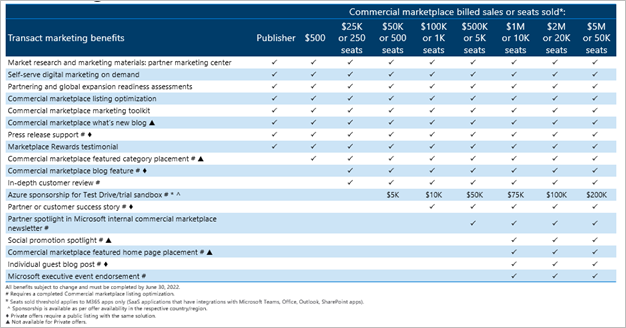 Commercial marketplace billed sales or seats sold*:
Transact marketing benefits Publisher $500 $25K or 250 seats $50K or 500 seats $100K or 1K seats $500K or 5K seats $1M or 10K seats $2M or 20K seats $5M or 50K seats
Market research and marketing materials: partner marketing center ✓ ✓ ✓ ✓ ✓ ✓ ✓ ✓ ✓
Self-serve digital marketing on demand ✓ ✓ ✓ ✓ ✓ ✓ ✓ ✓ ✓
Partnering and global expansion readiness assessments ✓ ✓ ✓ ✓ ✓ ✓ ✓ ✓ ✓
Commercial marketplace listing optimization ✓ ✓ ✓ ✓ ✓ ✓ ✓ ✓ ✓
Commercial marketplace marketing toolkit ✓ ✓ ✓ ✓ ✓ ✓ ✓ ✓ ✓
Commercial marketplace what's new blog ▲ ✓ ✓ ✓ ✓ ✓ ✓ ✓ ✓ ✓
Press release support # ♦ ✓ ✓ ✓ ✓ ✓ ✓ ✓ ✓ ✓
Marketplace Rewards testimonial ✓ ✓ ✓ ✓ ✓ ✓ ✓ ✓ ✓
Commercial marketplace featured category placement # ▲ ✓ ✓ ✓ ✓ ✓ ✓ ✓ ✓
Commercial marketplace blog feature # ♦ ✓ ✓ ✓ ✓ ✓ ✓ ✓
In-depth customer review # ✓ ✓ ✓ ✓ ✓ ✓ ✓
Azure sponsorship for Test Drive/trial sandbox # * ^ $5K $10K $50K $75K $100K $200K
Partner or customer success story # ♦ ✓ ✓ ✓ ✓ ✓
Partner spotlight in Microsoft internal commercial marketplace
newsletter # ✓ ✓ ✓ ✓
Social promotion spotlight # ▲ ✓ ✓ ✓
Commercial marketplace featured home page placement # ▲ ✓ ✓ ✓
Individual guest blog post # ♦ ✓ ✓ ✓
Microsoft executive event endorsement # ✓ ✓ ✓
All benefits subject to change and must be completed by June 30, 2022.
# Requires a completed Commercial marketplace listing optimization.
* Seats sold threshold applies to M365 apps only (SaaS applications that have integrations with Microsoft Teams, Office, Outlook, SharePoint apps).
^ Sponsorship is available as per offer availability in the respective country/region.
♦ Private offers require a public listing with the same solution.
▲ Not available for Private offers.